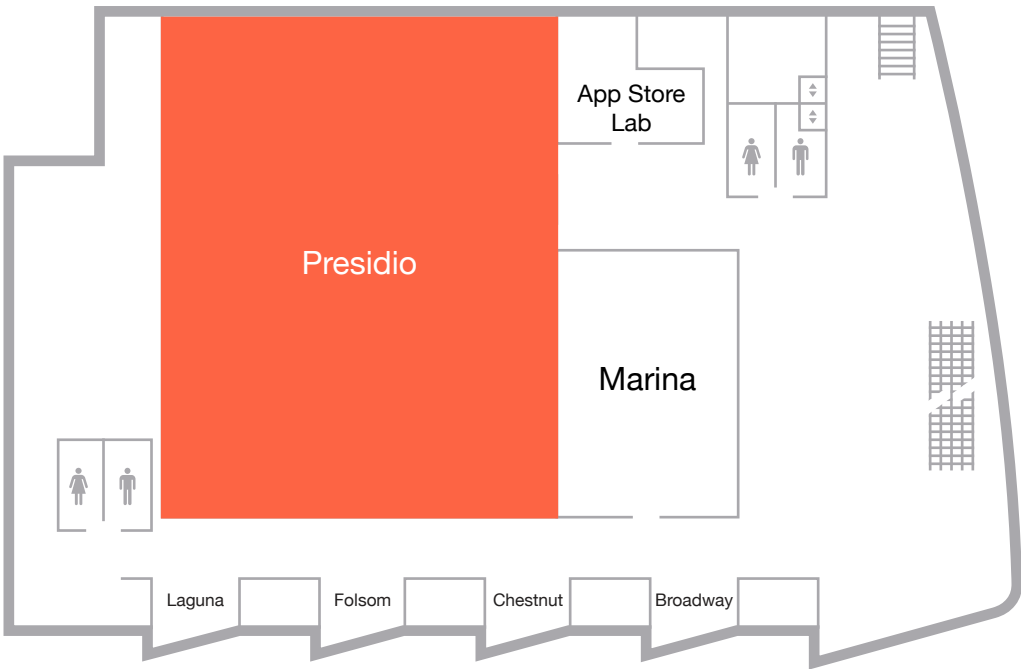 App Store
Lab
Presidio
Marina
Laguna
Folsom
Chestnut
Broadway